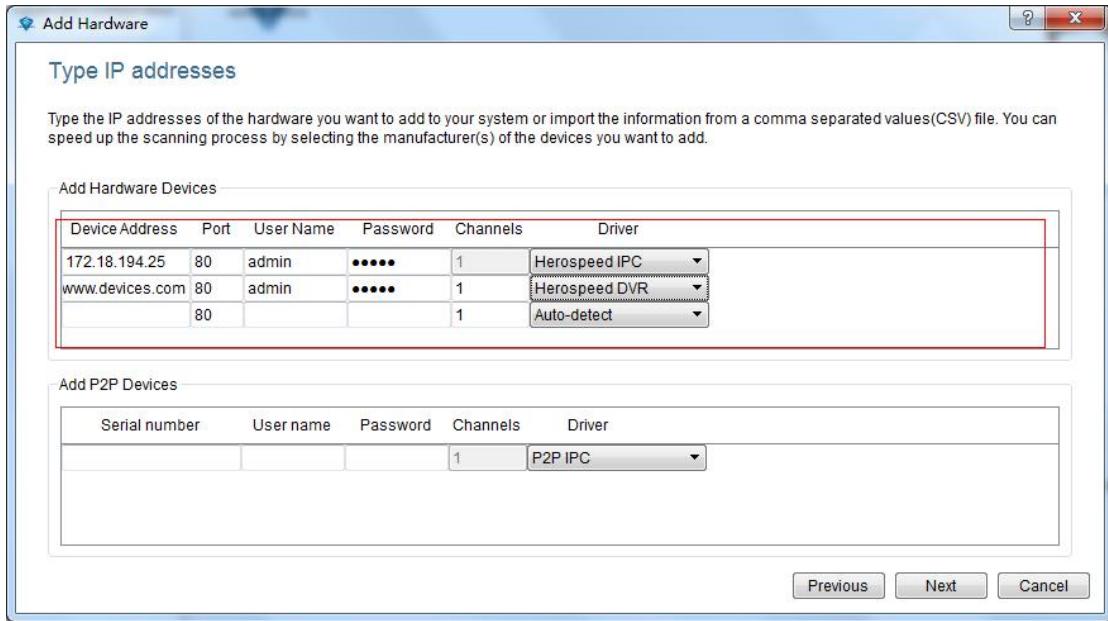 Add Hardware
Type IP addresses
Type the IP addresses of the hardware you want to add to your system or import the information from a comma separated values(CSV) file. You can
speed up the scanning process by selecting the manufacturer(s) of the devices you want to add.
Add Hardware Devices
Device Address Port User Name Password Channels Driver
172.18.194.25 80 admin ●●●●● 1 Herospeed IPC
www.devices.com 80 admin ●●●●● 1 Herospeed DVR
80 1 Auto-detect
Add P2P Devices
Serial number User name Password Channels Driver
1 P2P IPC
Previous Next Cancel